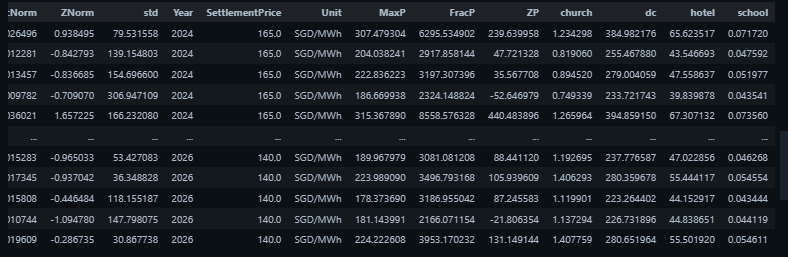 :Norm ZNorm std Year SettlementPrice Unit MaxP FracP ZP church dc hotel school
)26496 0.938495 79.531558 2024 165.0 SGD/MWh 307.479304 6295.534902 239.639958 1.234298 384.982176 65.623517 0.071720
)12281 -0.842793 139.154803 2024 165.0 SGD/MWh 204.038241 2917.858144 47.721328 0.819060 255.467880 43.546693 0.047592
)13457 -0.836685 154.696600 2024 165.0 SGD/MWh 222.836223 3197.307396 35.567708 0.894520 279.004059 47.558637 0.051977
)09782 -0.709070 306.947109 2024 165.0 SGD/MWh 186.669938 2324.148824 -52.646979 0.749339 233.721743 39.839878 0.043541
)36021 1.657225 166.232080 2024 165.0 SGD/MWh 315.367890 8558.576328 440.483896 1.265964 394.859150 67.307132 0.073560
... ... ... ... ... ... ... ... ... ... ... ... ...
)15283 -0.965033 53.427083 2026 140.0 SGD/MWh 189.967979 3081.081208 88.441120 1.192695 237.776587 47.022856 0.046268
)17345 -0.937042 36.348828 2026 140.0 SGD/MWh 223.989090 3496.793168 105.939609 1.406293 280.359678 55.444117 0.054554
)15808 -0.446484 118.155187 2026 140.0 SGD/MWh 178.373690 3186.955042 87.245583 1.119901 223.264402 44.152917 0.043444
)10744 -1.094780 147.798075 2026 140.0 SGD/MWh 181.143991 2166.071154 -21.806354 1.137294 226.731896 44.838651 0.044119
)19609 -0.286735 30.867738 2026 140.0 SGD/MWh 224.222608 3953.170232 131.149144 1.407759 280.651964 55.501920 0.054611